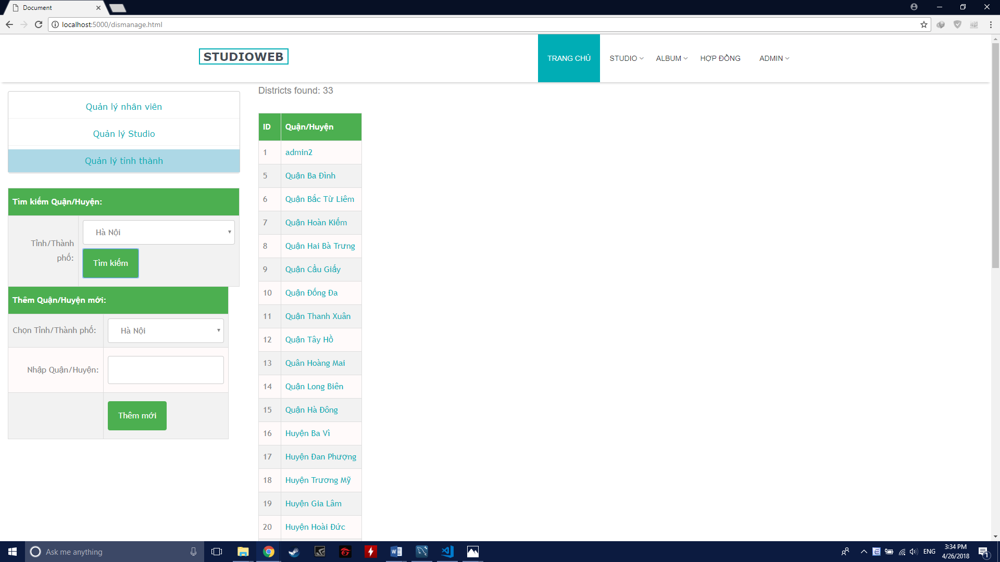 Document
localhost:5000/dismanage.html
STUDIOWEB
TRANG CHỦ
STUDIO
ALBUM
HỢP ĐỒNG
ADMIN
Quản lý nhân viên
Quản lý Studio
Quản lý tỉnh thành
Tìm kiếm Quận/Huyện:
Tỉnh/Thành
phố:
Hà Nội
Tìm kiếm
Thêm Quận/Huyện mới:
Chọn Tỉnh/Thành phố:
Hà Nội
Nhập Quận/Huyện:
Thêm mới
Districts found: 33
ID Quận/Huyện
1 admin2
5 Quận Ba Đình
6 Quận Bắc Từ Liêm
7 Quận Hoàn Kiếm
8 Quận Hai Bà Trưng
9 Quận Cầu Giấy
10 Quận Đống Đa
11 Quận Thanh Xuân
12 Quận Tây Hồ
13 Quân Hoàng Mai
14 Quận Long Biên
15 Quận Hà Đông
16 Huyện Ba Vì
17 Huyện Đan Phượng
18 Huyện Trương Mỹ
19 Huyện Gia Lâm
20 Huyện Hoài Đức
Ask me anything
ENG
3:34 PM
4/26/2018
1